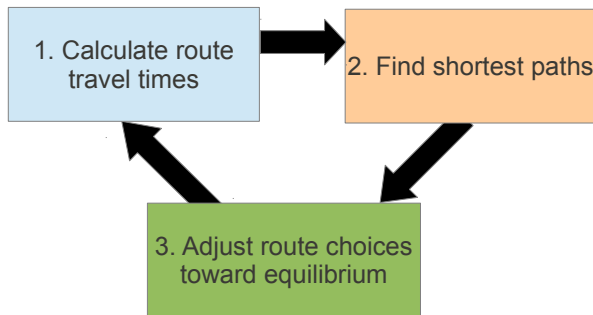 1. Calculate route
travel times
2. Find shortest paths
3. Adjust route choices
toward equilibrium